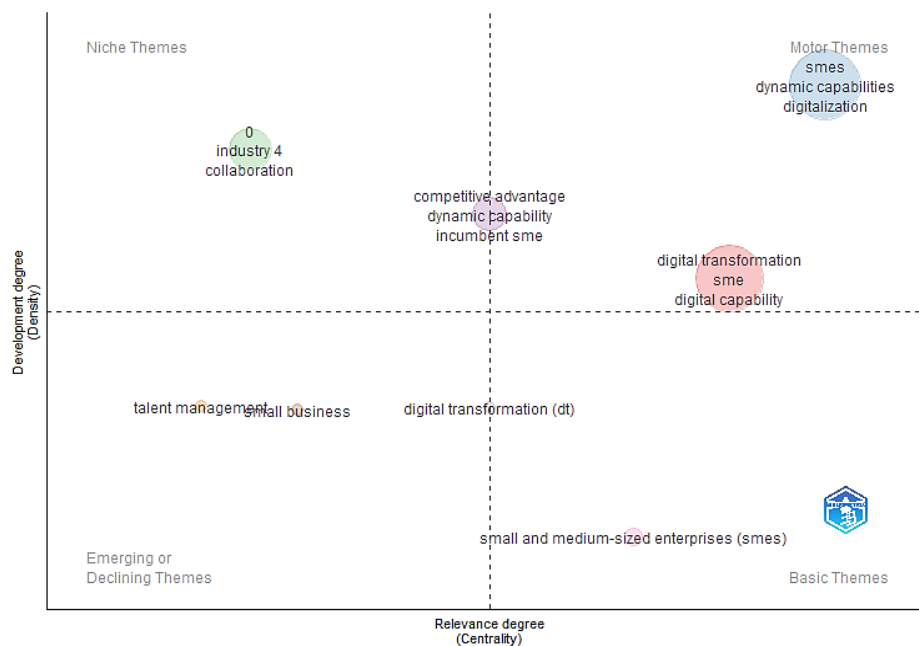 Niche Themes
Motor Themes
smes
dynamic capabilities
digitalization
0
industry 4
collaboration
competitive advantage
dynamic capability
incumbent sme
digital transformation
sme
digital capability
Development degree
(Density)
talent management
small business
digital transformation (dt)
small and medium-sized enterprises (smes)
Emerging or
Declining Themes
Basic Themes
Relevance degree
(Centrality)